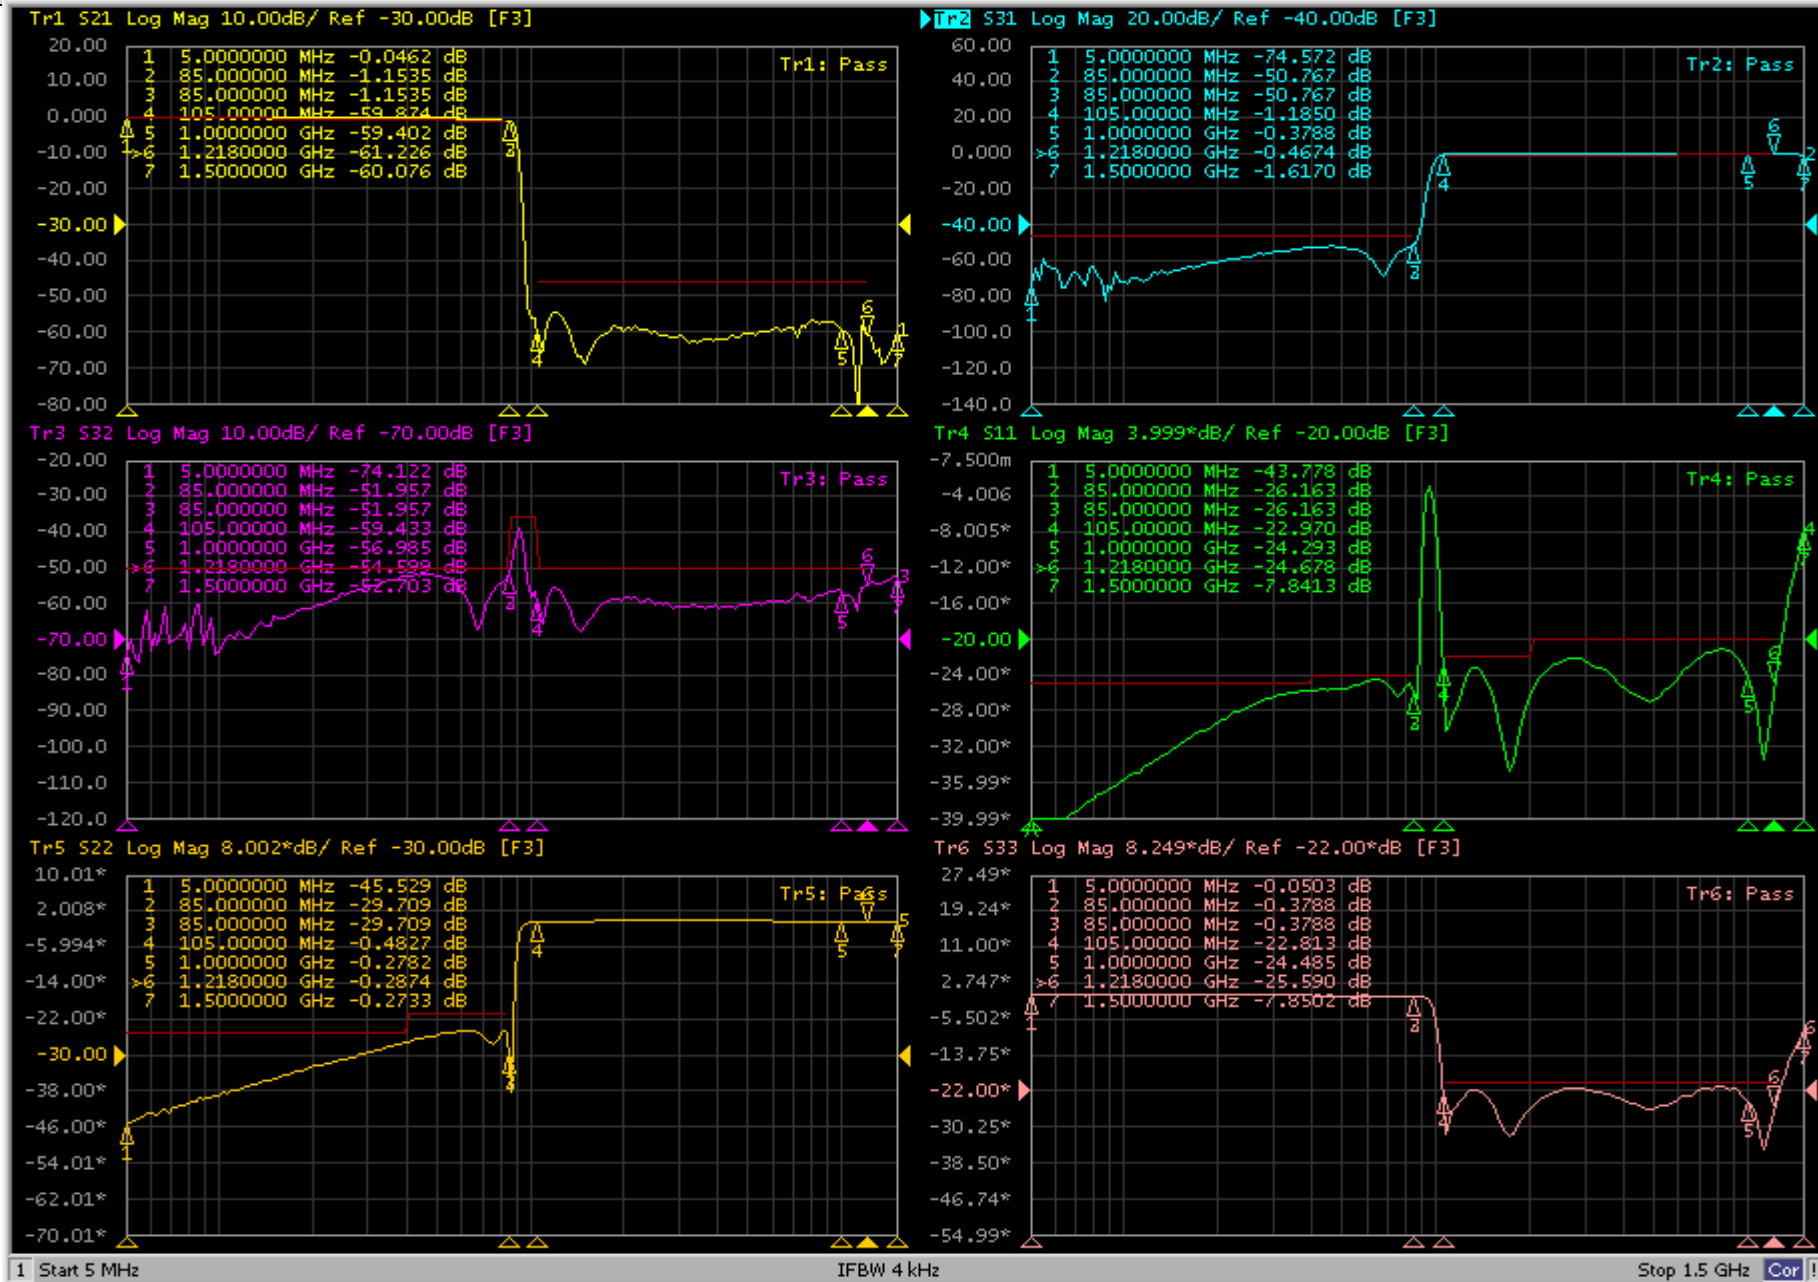 Tr1 S21 Log Mag 10.00dB/ Ref -30.00dB [F3]
20.00
10.00
0.000
-10.00
-20.00
-30.00
-40.00
-50.00
-60.00
-70.00
-80.00
1 5.0000000 MHz -0.0462 dB
2 85.000000 MHz -1.1535 dB
3 85.000000 MHz -1.1535 dB
4 105.00000 MHz -59.874 dB
5 1.0000000 GHz -59.402 dB
>6 1.2180000 GHz -61.226 dB
7 1.5000000 GHz -60.076 dB
Tr1: Pass
Tr2 S31 Log Mag 20.00dB/ Ref -40.00dB [F3]
60.00
40.00
20.00
0.000
-20.00
-40.00
-60.00
-80.00
-100.0
-120.0
-140.0
1 5.0000000 MHz -74.572 dB
2 85.000000 MHz -50.767 dB
3 85.000000 MHz -50.767 dB
4 105.00000 MHz -1.1850 dB
5 1.0000000 GHz -0.3788 dB
>6 1.2180000 GHz -0.4674 dB
7 1.5000000 GHz -1.6170 dB
Tr2: Pass
Tr3 S32 Log Mag 10.00dB/ Ref -70.00dB [F3]
-20.00
-30.00
-40.00
-50.00
-60.00
-70.00
-80.00
-90.00
-100.0
-110.0
-120.0
1 5.0000000 MHz -74.122 dB
2 85.000000 MHz -51.957 dB
3 85.000000 MHz -51.957 dB
4 105.00000 MHz -59.433 dB
5 1.0000000 GHz -56.985 dB
>6 1.2180000 GHz -54.599 dB
7 1.5000000 GHz -52.703 dB
Tr3: Pass
Tr4 S11 Log Mag 3.999*dB/ Ref -20.00dB [F3]
-7.500m
-4.006
-8.005*
-12.00*
-16.00*
-20.00
-24.00*
-28.00*
-32.00*
-35.99*
-39.99*
1 5.0000000 MHz -43.778 dB
2 85.000000 MHz -26.163 dB
3 85.000000 MHz -26.163 dB
4 105.00000 MHz -22.970 dB
5 1.0000000 GHz -24.293 dB
>6 1.2180000 GHz -24.678 dB
7 1.5000000 GHz -7.8413 dB
Tr4: Pass
Tr5 S22 Log Mag 8.002*dB/ Ref -30.00dB [F3]
10.01*
2.008*
-5.994*
-14.00*
-22.00*
-30.00
-38.00*
-46.00*
-54.01*
-62.01*
-70.01*
1 5.0000000 MHz -45.529 dB
2 85.000000 MHz -29.709 dB
3 85.000000 MHz -29.709 dB
4 105.00000 MHz -0.4827 dB
5 1.0000000 GHz -0.2782 dB
>6 1.2180000 GHz -0.2874 dB
7 1.5000000 GHz -0.2733 dB
Tr5: Pass
Tr6 S33 Log Mag 8.249*dB/ Ref -22.00*dB [F3]
27.49*
19.24*
11.00*
2.747*
-5.502*
-13.75*
-22.00*
-30.25*
-38.50*
-46.74*
-54.99*
1 5.0000000 MHz -0.0503 dB
2 85.000000 MHz -0.3788 dB
3 85.000000 MHz -0.3788 dB
4 105.00000 MHz -22.813 dB
5 1.0000000 GHz -24.485 dB
>6 1.2180000 GHz -25.590 dB
7 1.5000000 GHz -7.8502 dB
Tr6: Pass
1 Start 5 MHz
IFBW 4 kHz
Stop 1.5 GHz Cor